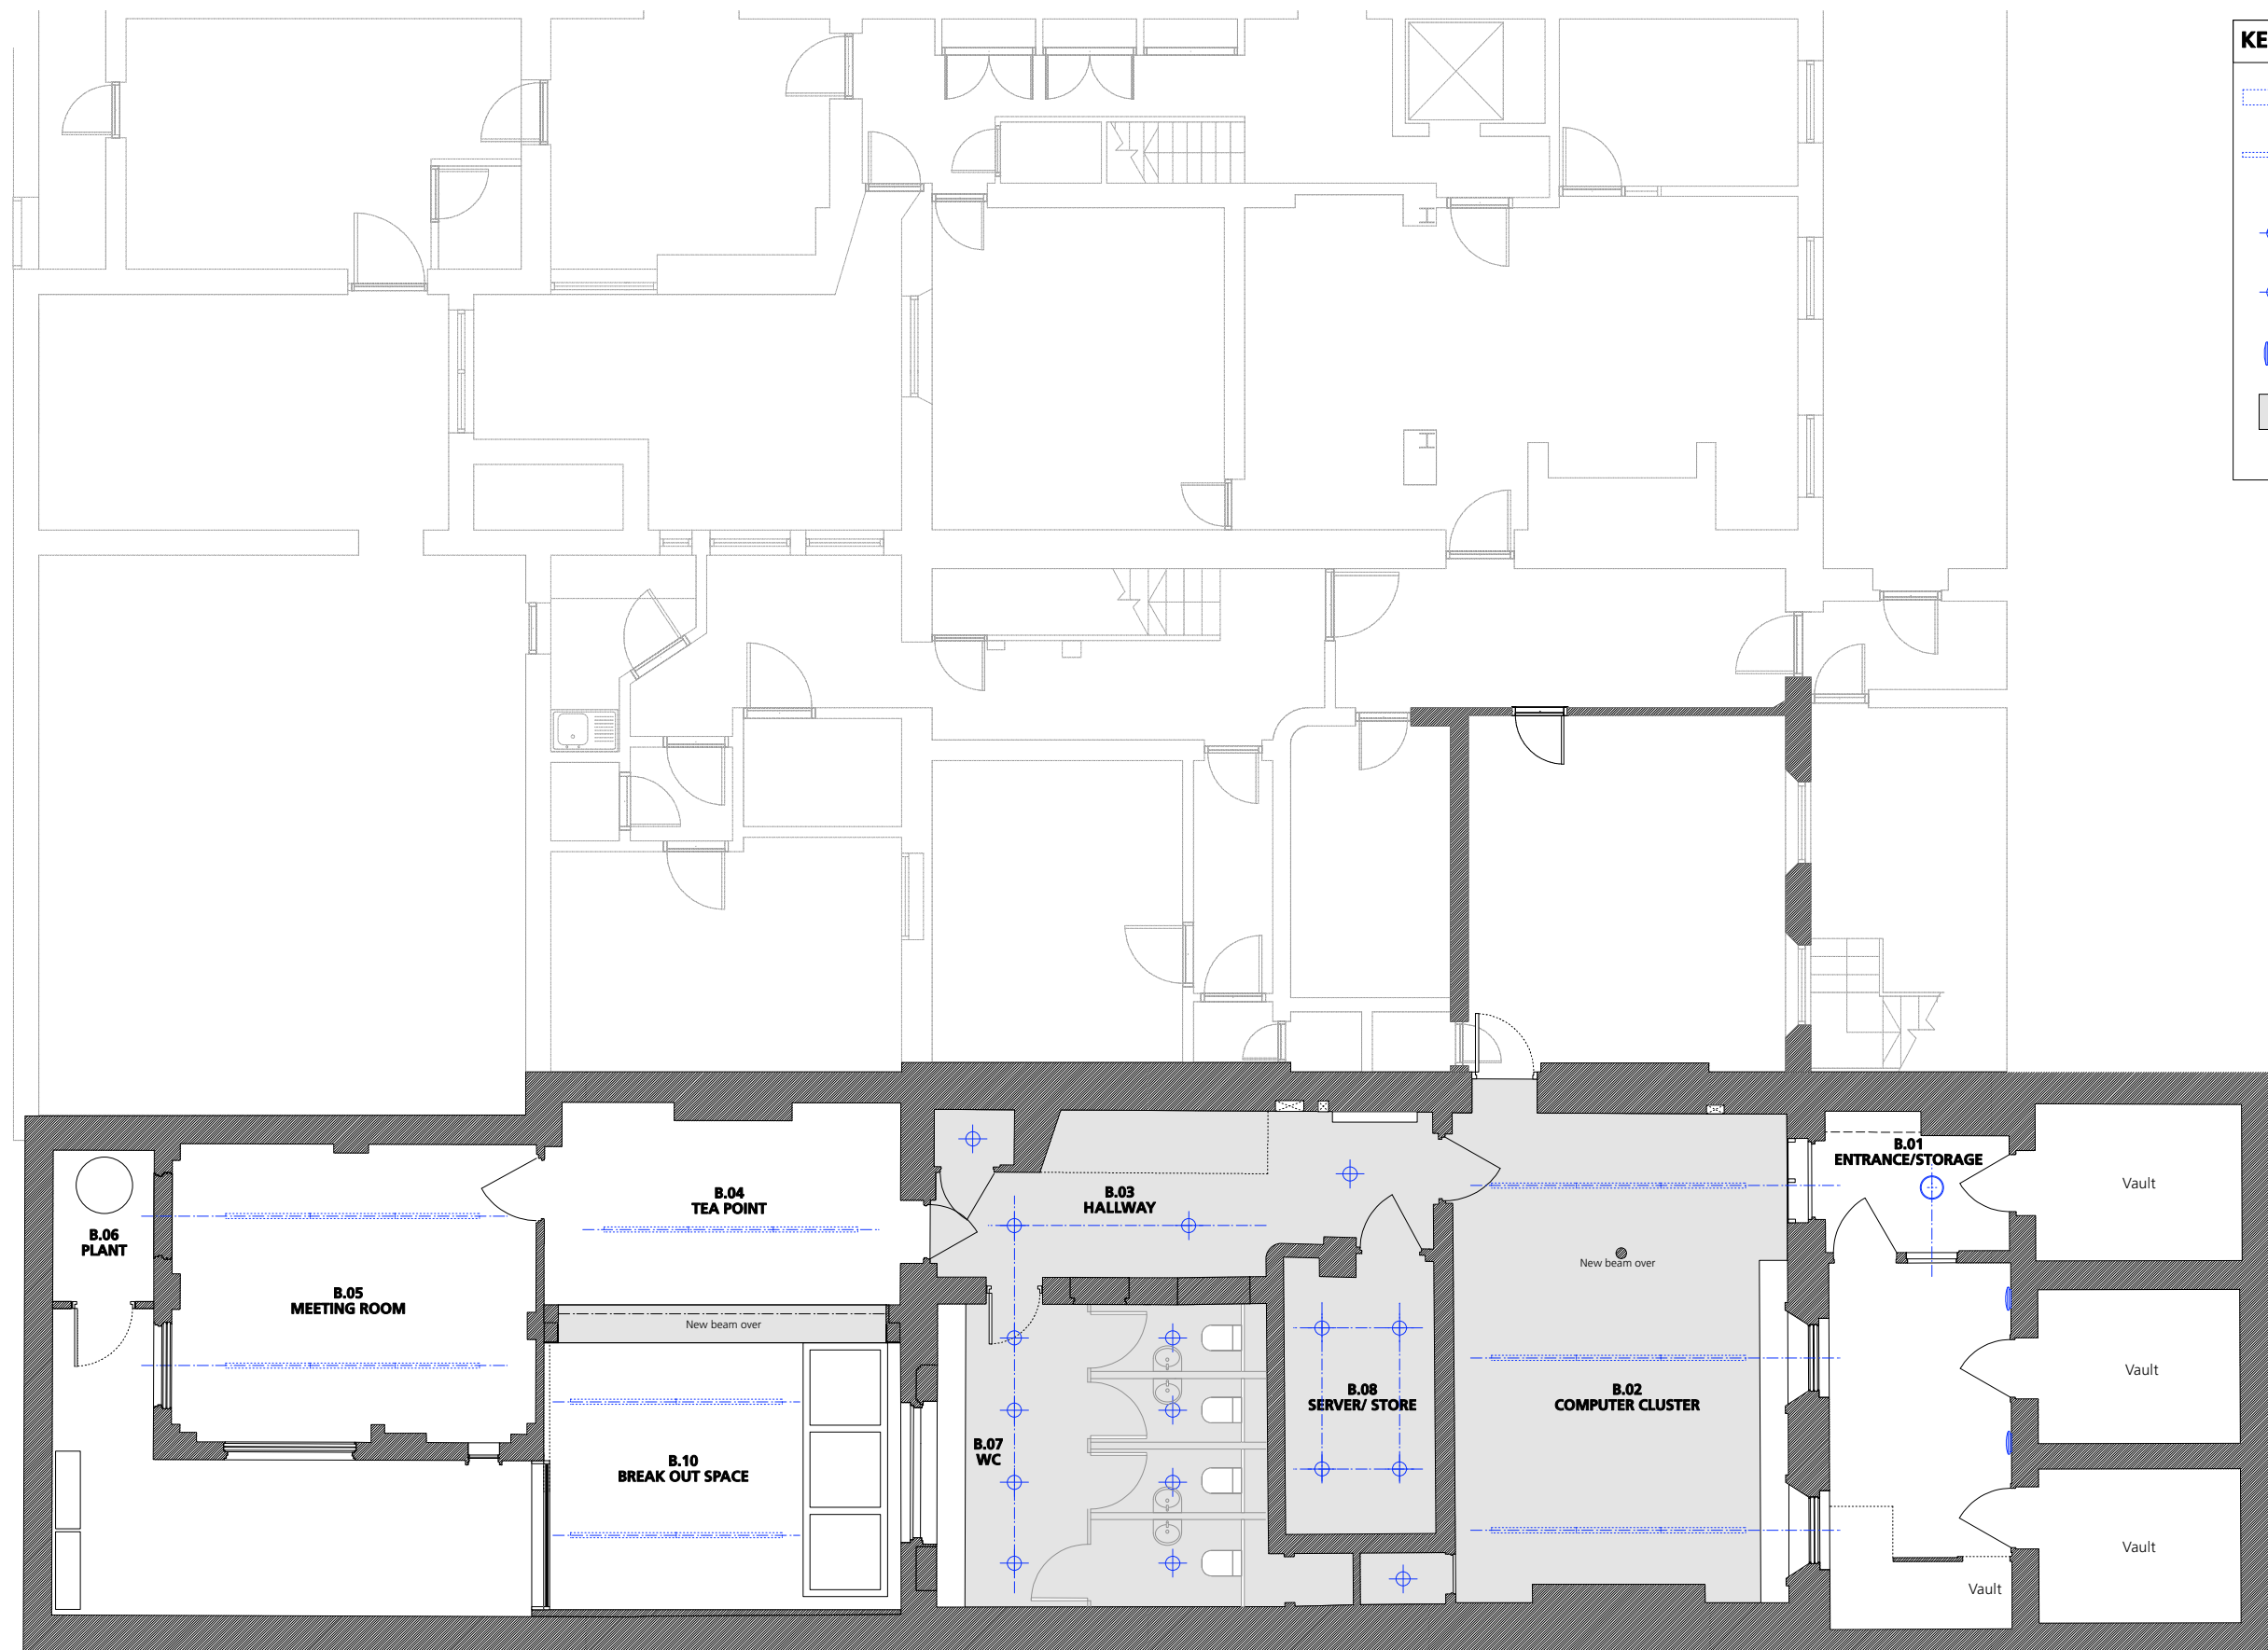 KE
B.01
ENTRANCE/STORAGE
Vault
B.04
TEA POINT
B.03
HALLWAY
B.06
PLANT
New beam over
B.05
MEETING ROOM
New beam over
Vault
B.08
SERVER/ STORE
B.02
COMPUTER CLUSTER
B.07
WC
B.10
BREAK OUT SPACE
Vault
Vault